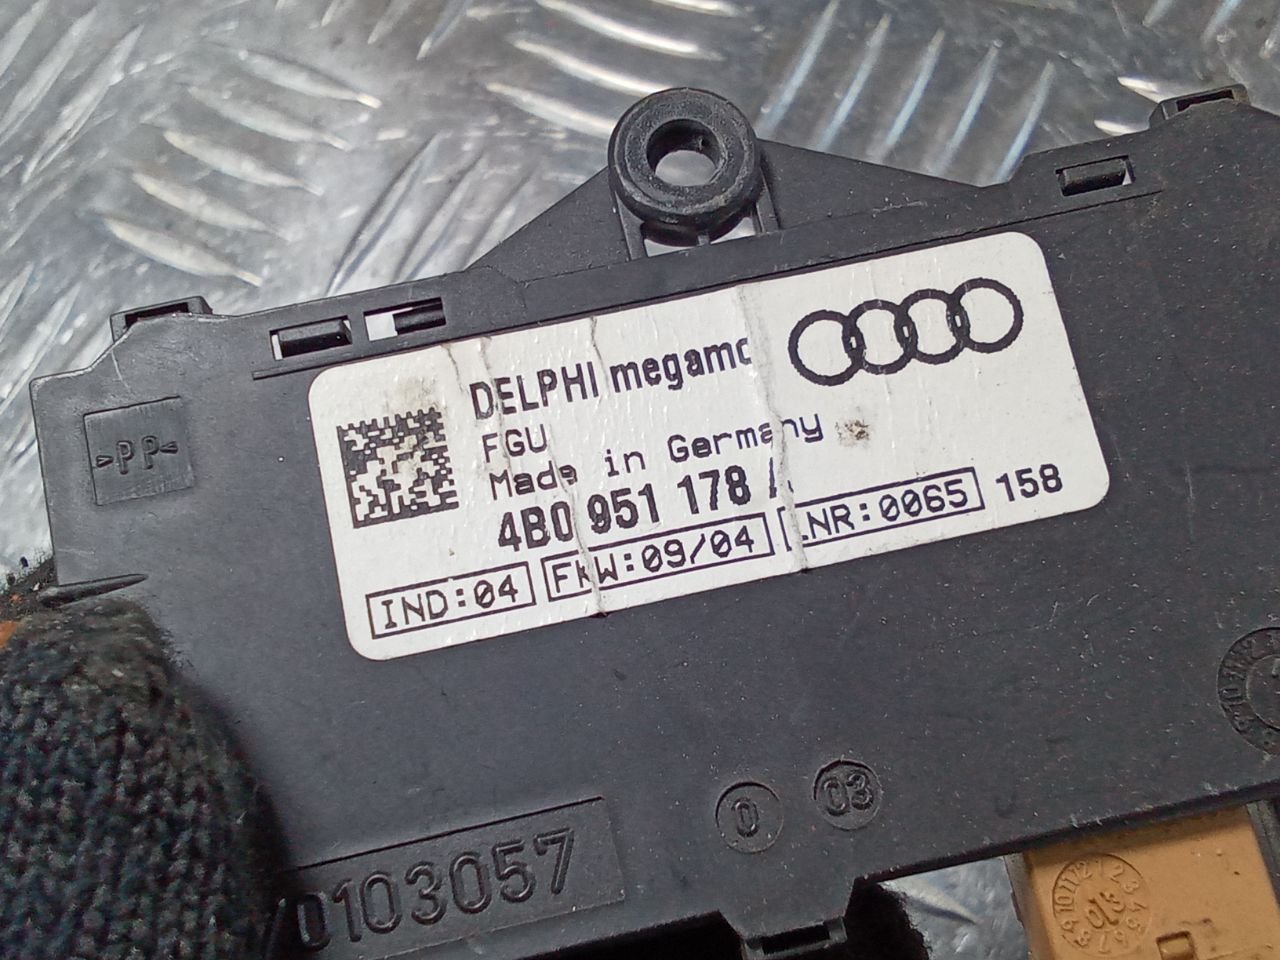 DELPHI megamo
FGU
Made in Germany
4B0 951 178
IND:04 FKW:09/04 LNR:0065 158
>PP<
0 03
0103057